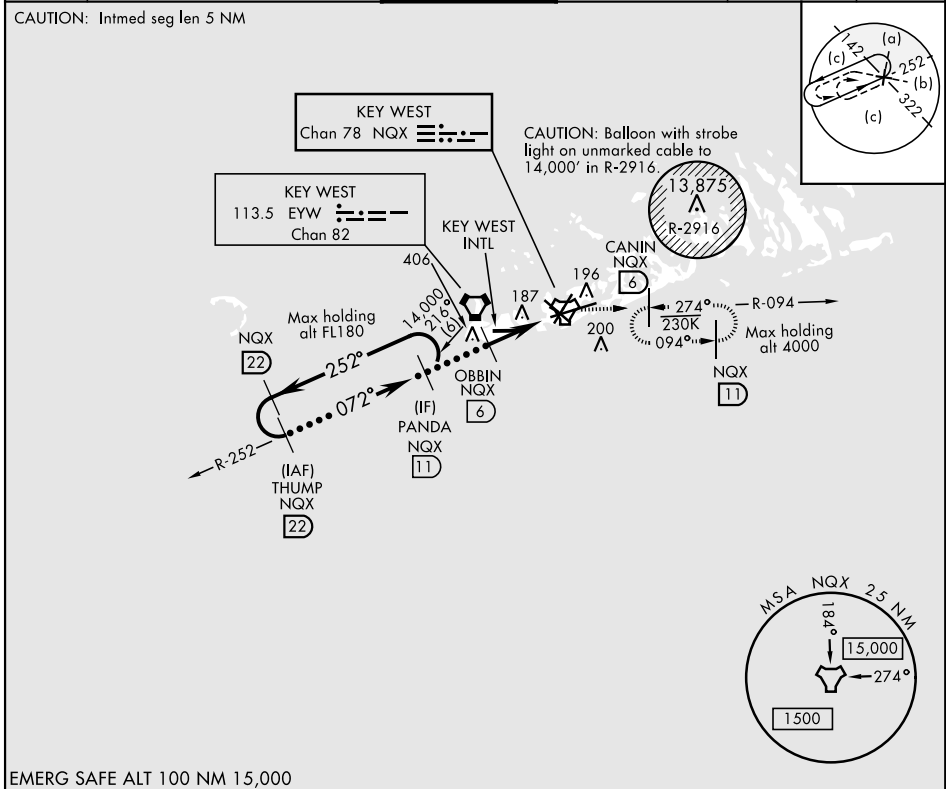 CAUTION: Intmed seg len 5 NM
142°
(a)
(c)
252°
(b)
322°
(c)
KEY WEST
Chan 78 NQX
CAUTION: Balloon with strobe
light on unmarked cable to
14,000' in R-2916.
13,875
R-2916
KEY WEST
113.5 EYW
Chan 82
KEY WEST
INTL
406
CANIN
NQX
6
196
187
200
274°
230K
094°
R-094
Max holding
alt 4000
NQX
11
14,000
216°
(6)
Max holding
alt FL180
NQX
22
252°
072°
OBBIN
NQX
6
(IF)
PANDA
NQX
11
R-252
(IAF)
THUMP
NQX
22
MSA NQX 25 NM
184°
15,000
274°
1500
EMERG SAFE ALT 100 NM 15,000